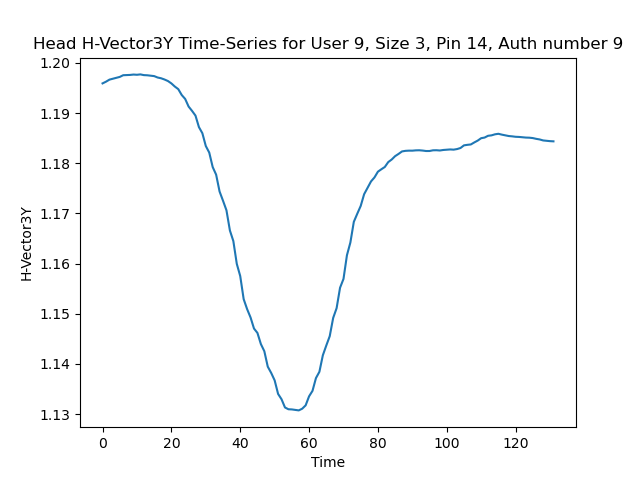 Head H-Vector3Y Time-Series for User 9, Size 3, Pin 14, Auth number 9
1.20
1.19
1.18
1.17
1.16
1.15
1.14
1.13
H-Vector3Y
0 20 40 60 80 100 120
Time